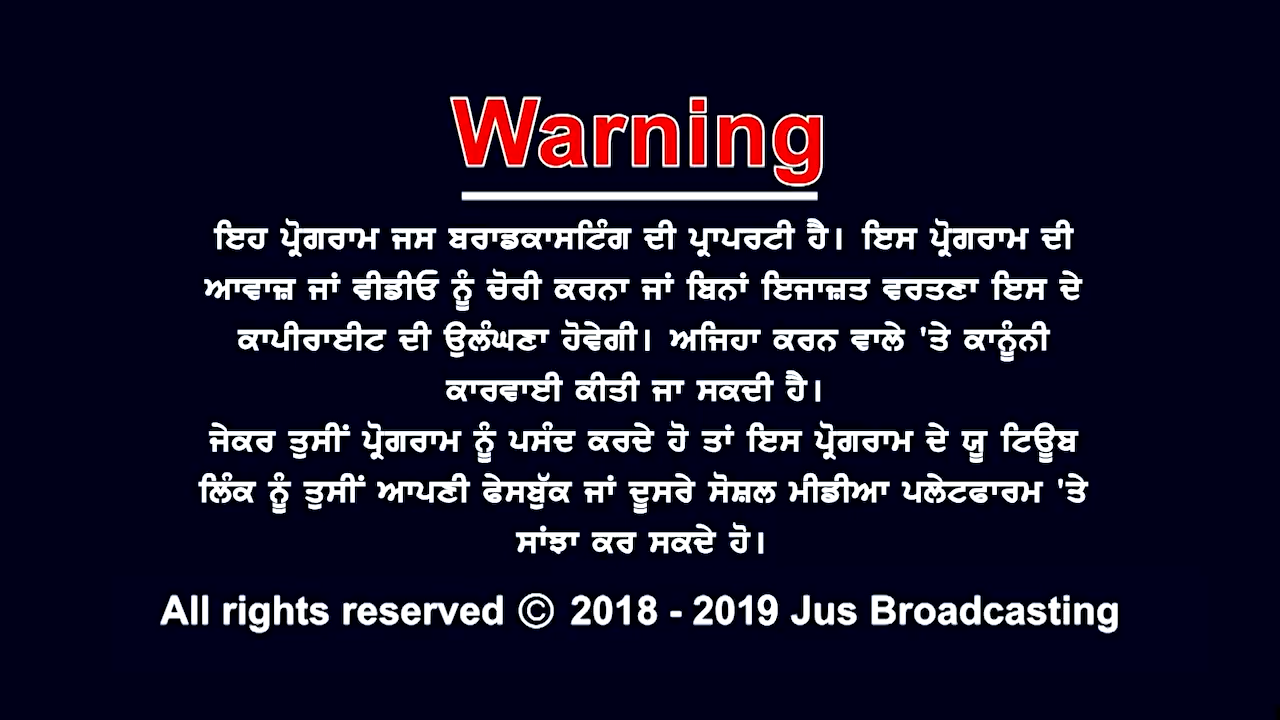 Warning
ਇਹ ਪ੍ਰੋਗਰਾਮ ਜਸ ਬਰਾਡਕਾਸਟਿੰਗ ਦੀ ਪ੍ਰਾਪਰਟੀ ਹੈ। ਇਸ ਪ੍ਰੋਗਰਾਮ ਦੀ
ਆਵਾਜ਼ ਜਾਂ ਵੀਡੀਓ ਨੂੰ ਚੋਰੀ ਕਰਨਾ ਜਾਂ ਬਿਨਾਂ ਇਜਾਜ਼ਤ ਵਰਤਣਾ ਇਸ ਦੇ
ਕਾਪੀਰਾਈਟ ਦੀ ਉਲੰਘਣਾ ਹੋਵੇਗੀ। ਅਜਿਹਾ ਕਰਨ ਵਾਲੇ 'ਤੇ ਕਾਨੂੰਨੀ
ਕਾਰਵਾਈ ਕੀਤੀ ਜਾ ਸਕਦੀ ਹੈ।
ਜੇਕਰ ਤੁਸੀਂ ਪ੍ਰੋਗਰਾਮ ਨੂੰ ਪਸੰਦ ਕਰਦੇ ਹੋ ਤਾਂ ਇਸ ਪ੍ਰੋਗਰਾਮ ਦੇ ਯੂ ਟਿਊਬ
ਲਿੰਕ ਨੂੰ ਤੁਸੀਂ ਆਪਣੀ ਫੇਸਬੁੱਕ ਜਾਂ ਦੂਸਰੇ ਸੋਸ਼ਲ ਮੀਡੀਆ ਪਲੇਟਫਾਰਮ 'ਤੇ
ਸਾਂਝਾ ਕਰ ਸਕਦੇ ਹੋ।
All rights reserved © 2018 - 2019 Jus Broadcasting